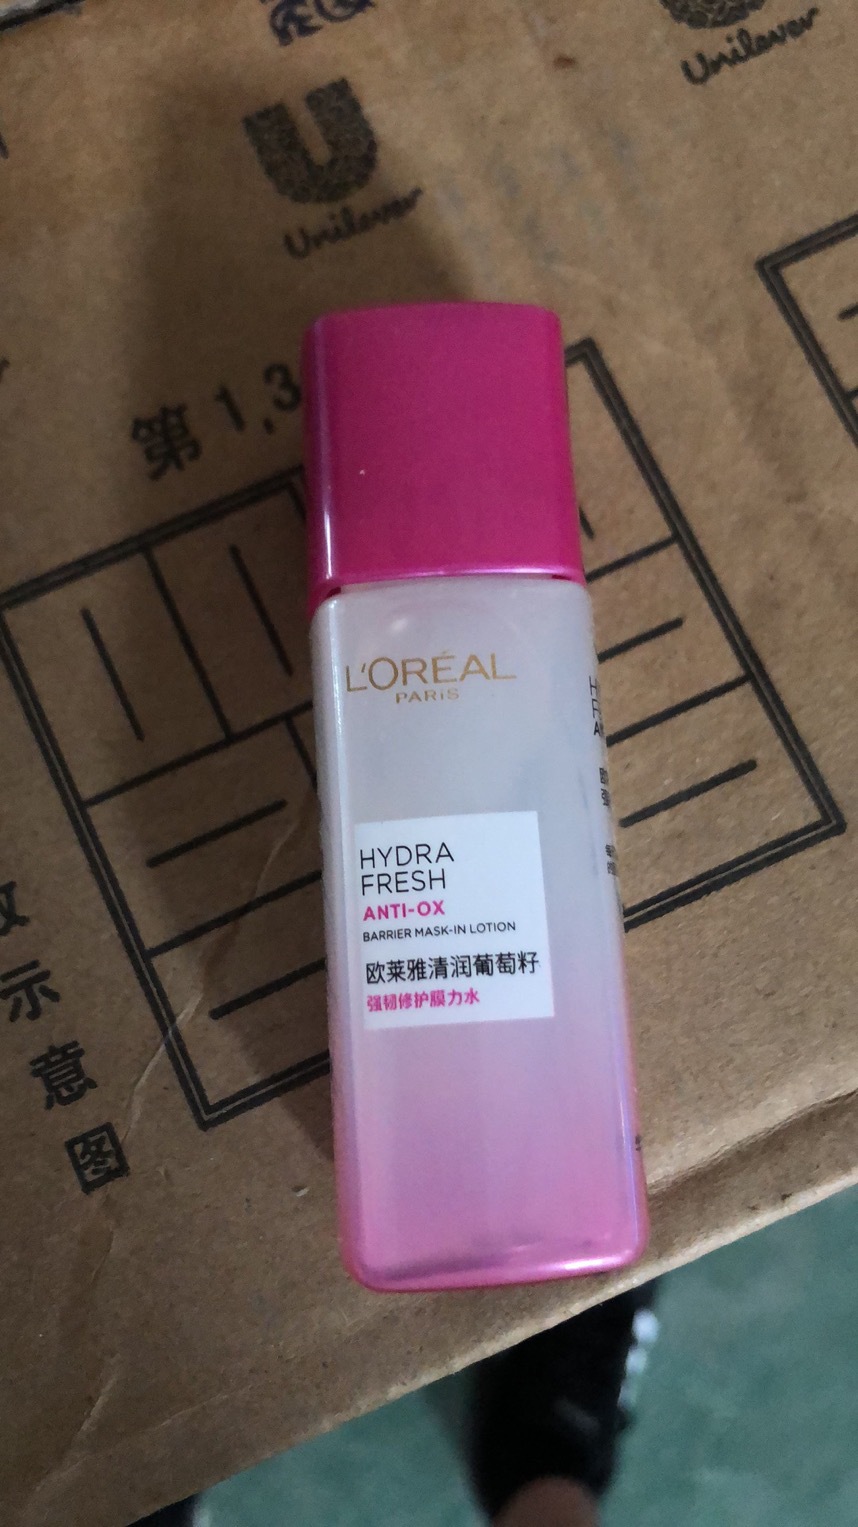 Unilever
Unilever
第1,3
L'ORÉAL
PARiS
HYDRA
FRESH
ANTI-OX
BARRIER MASK-IN LOTION
欧莱雅清润葡萄籽
强韧修护膜力水
示
意
图